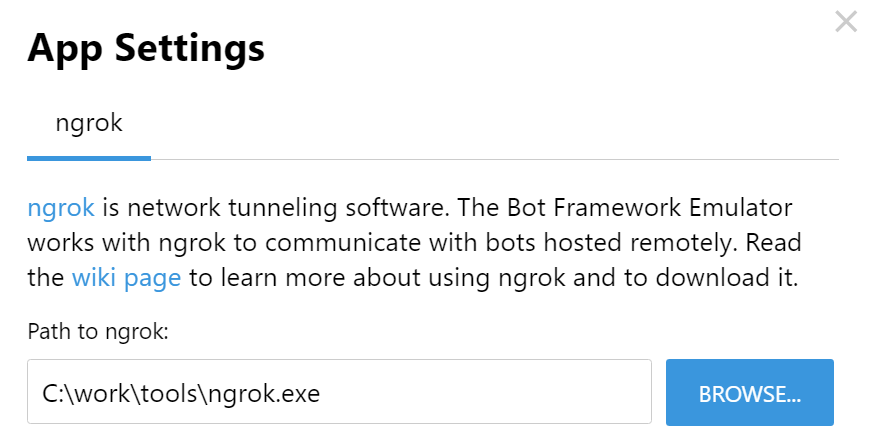 App Settings
ngrok
ngrok is network tunneling software. The Bot Framework Emulator
works with ngrok to communicate with bots hosted remotely. Read
the wiki page to learn more about using ngrok and to download it.
Path to ngrok:
C:\work\tools\ngrok.exe
BROWSE...